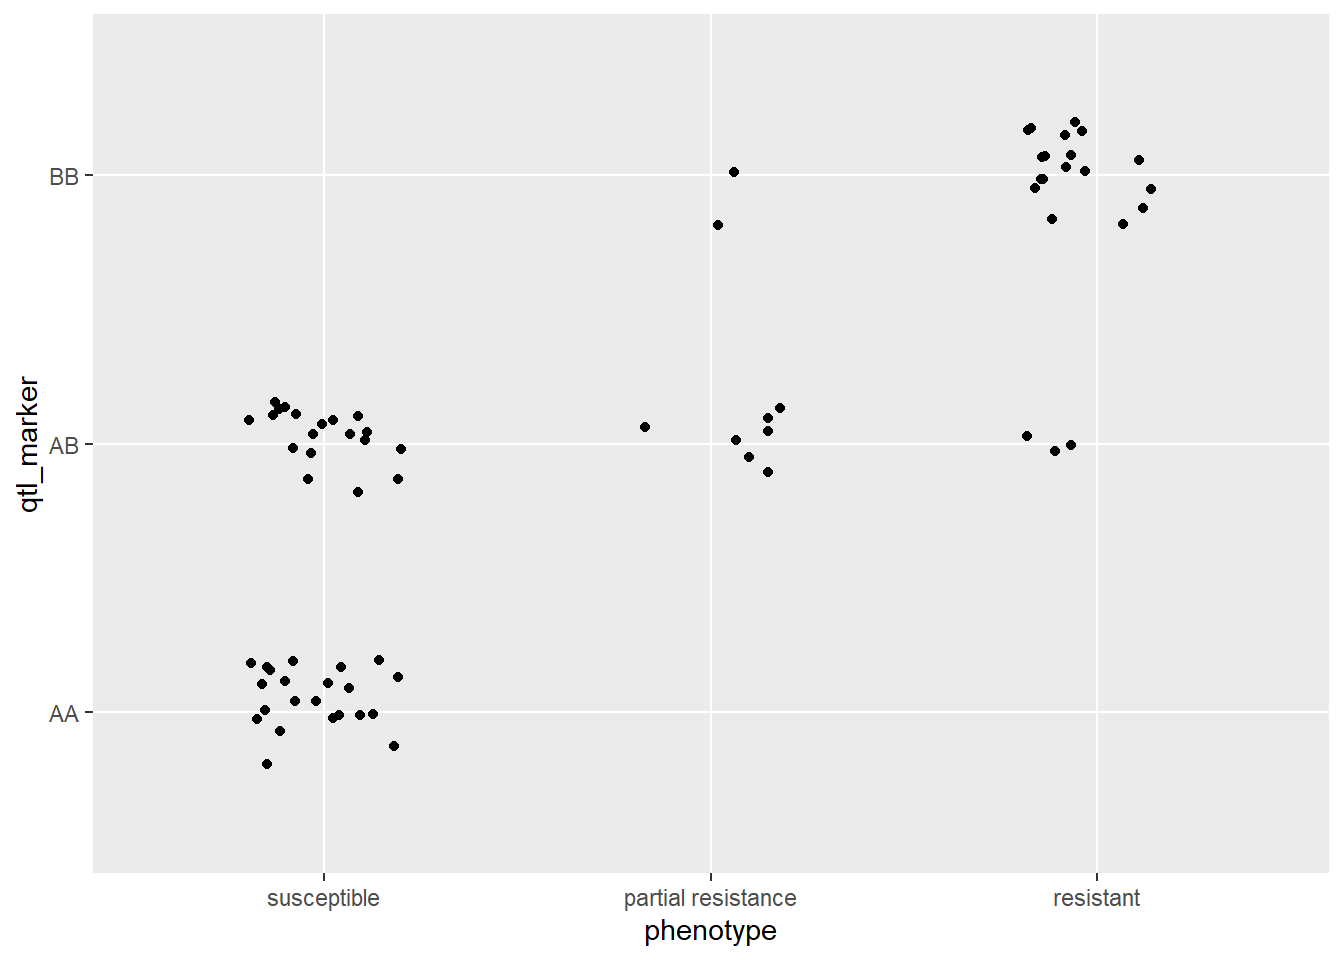 BB
AB
AA
qtl_marker
susceptible
partial resistance
resistant
phenotype